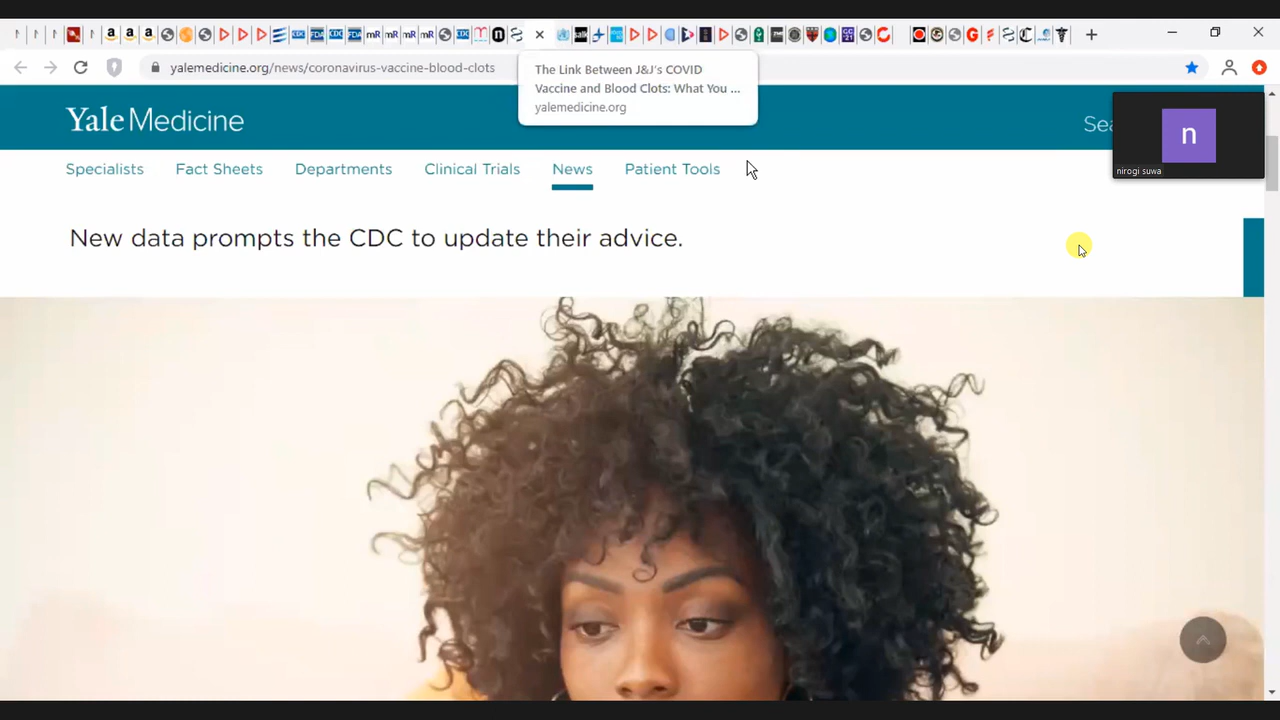 yalemedicine.org/news/coronavirus-vaccine-blood-clots
The Link Between J&J's COVID
Vaccine and Blood Clots: What You ...
yalemedicine.org
Yale Medicine
Sea
n
nirogi suwa
Specialists
Fact Sheets
Departments
Clinical Trials
News
Patient Tools
New data prompts the CDC to update their advice.